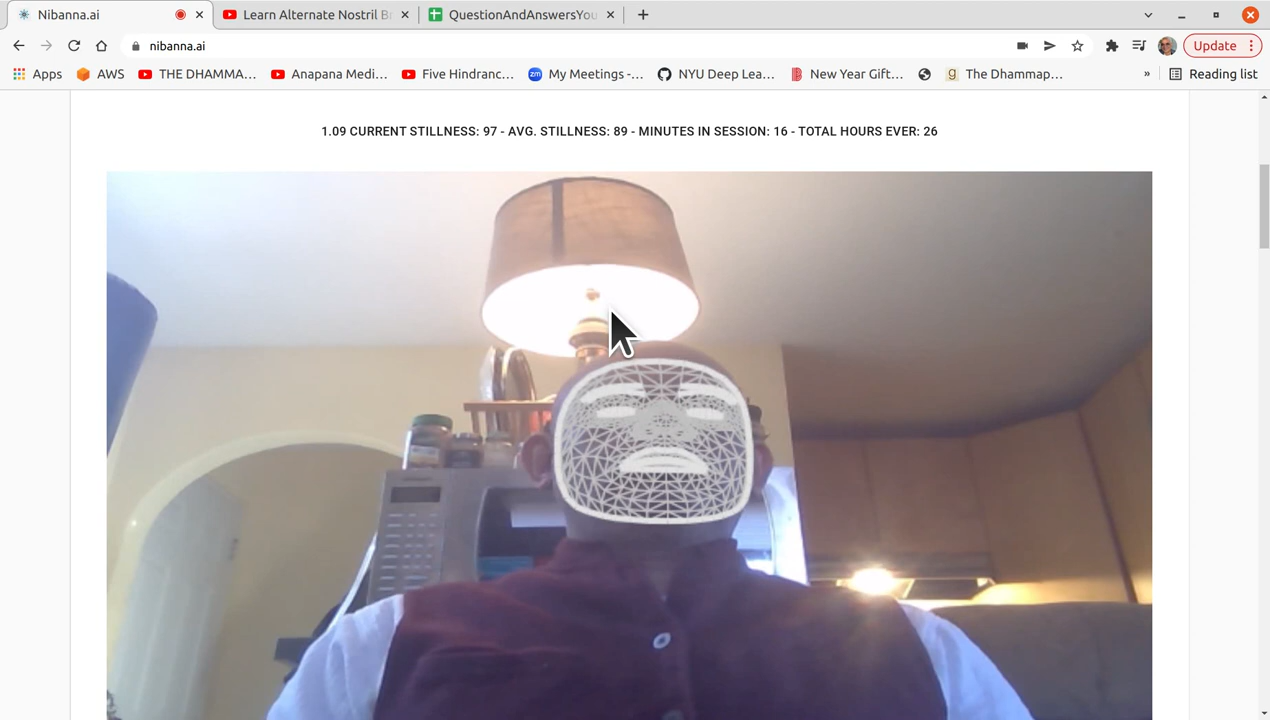 Nibanna.ai
Learn Alternate Nostril B
QuestionAndAnswersYou
nibanna.ai
Update
Apps
AWS
THE DHAMMA...
Anapana Medi...
Five Hindranc...
zm
My Meetings -...
NYU Deep Lea...
New Year Gift...
g
The Dhammap...
»
Reading list
1.09 CURRENT STILLNESS: 97 - AVG. STILLNESS: 89 - MINUTES IN SESSION: 16 - TOTAL HOURS EVER: 26